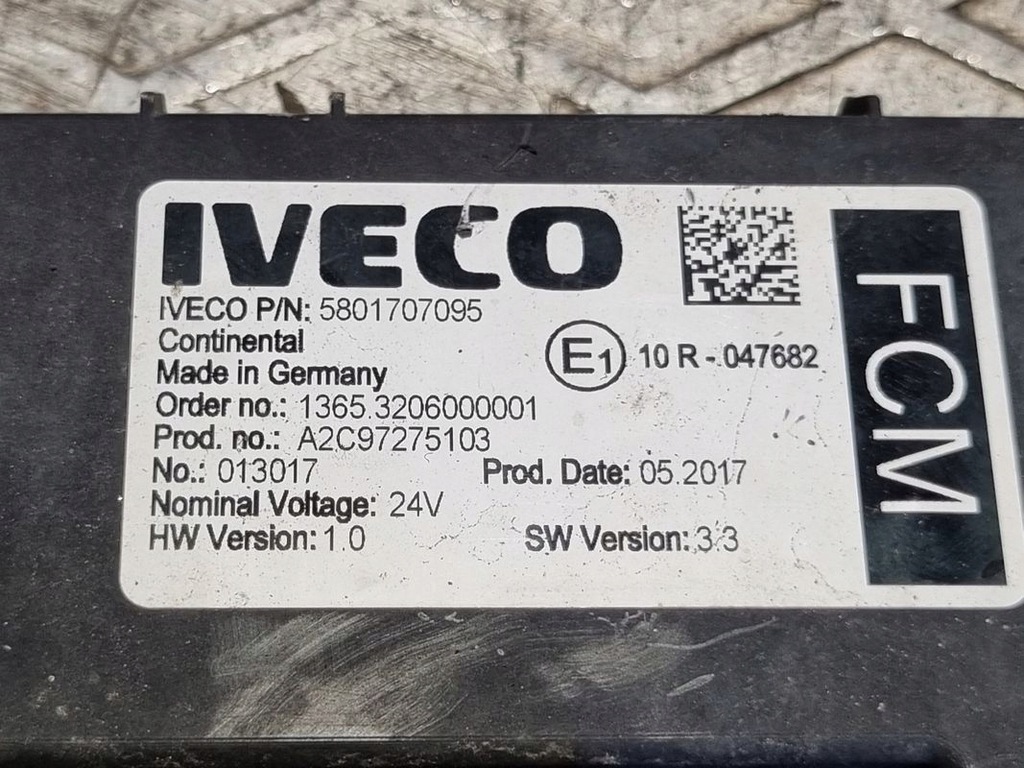 IVECO
IVECO P/N: 5801707095
Continental
Made in Germany
E1 10 R - 047682
Order no.: 1365.3206000001
Prod. no.: A2C97275103
No.: 013017 Prod. Date: 05.2017
Nominal Voltage: 24V
HW Version: 1.0 SW Version: 3.3
FCM